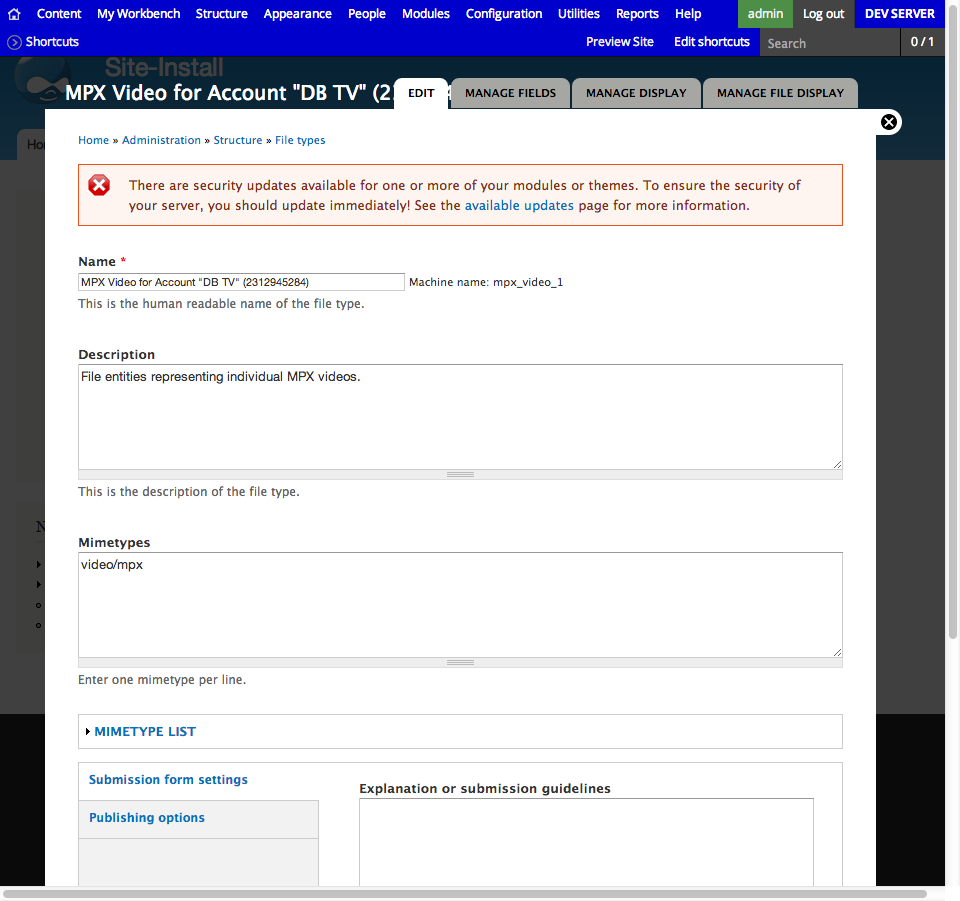 Content My Workbench Structure Appearance People Modules Configuration Utilities Reports Help admin Log out DEV SERVER
Shortcuts Preview Site Edit shortcuts Search 0 / 1
Site-Install
MPX Video for Account "DB TV" (2 EDIT MANAGE FIELDS MANAGE DISPLAY MANAGE FILE DISPLAY
Home » Administration » Structure » File types
There are security updates available for one or more of your modules or themes. To ensure the security of
your server, you should update immediately! See the available updates page for more information.
Name *
MPX Video for Account "DB TV" (2312945284) Machine name: mpx_video_1
This is the human readable name of the file type.
Description
File entities representing individual MPX videos.
This is the description of the file type.
Mimetypes
video/mpx
Enter one mimetype per line.
MIMETYPE LIST
Submission form settings
Explanation or submission guidelines
Publishing options